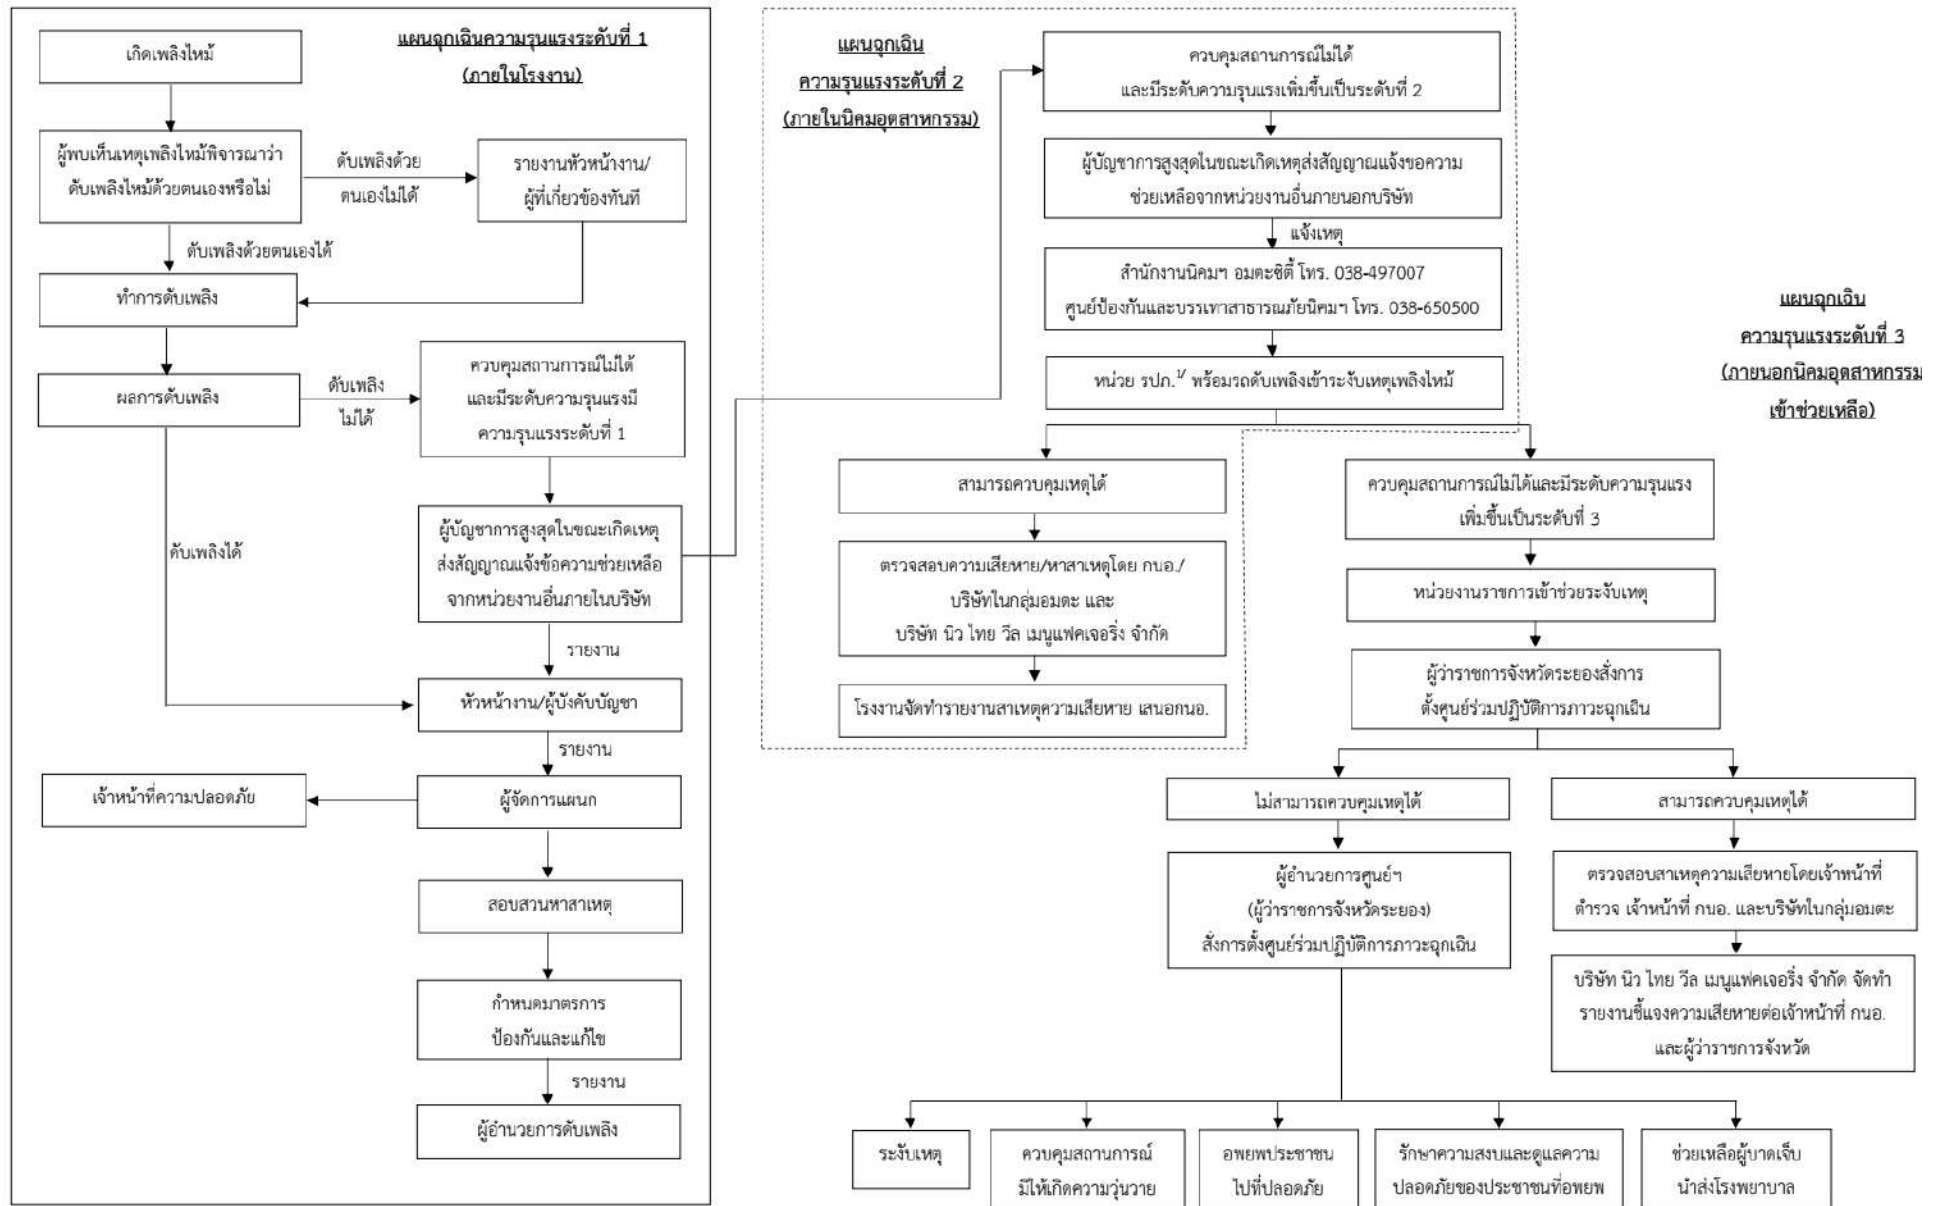 แผนฉุกเฉินความรุนแรงระดับที่ 1
(ภายในโรงงาน)
เกิดเพลิงไหม้
ผู้พบเห็นเหตุเพลิงไหม้พิจารณาว่า
ดับเพลิงไหม้ด้วยตนเองหรือไม่
ดับเพลิงด้วย
ตนเองไม่ได้
รายงานหัวหน้างาน/
ผู้ที่เกี่ยวข้องทันที
ดับเพลิงด้วยตนเองได้
ทำการดับเพลิง
ผลการดับเพลิง
ดับเพลิง
ไม่ได้
ควบคุมสถานการณ์ไม่ได้
และมีระดับความรุนแรงมี
ความรุนแรงระดับที่ 1
ดับเพลิงได้
ผู้บัญชาการสูงสุดในขณะเกิดเหตุ
ส่งสัญญาณแจ้งข้อความช่วยเหลือ
จากหน่วยงานอื่นภายในบริษัท
รายงาน
หัวหน้างาน/ผู้บังคับบัญชา
รายงาน
ผู้จัดการแผนก
เจ้าหน้าที่ความปลอดภัย
สอบสวนหาสาเหตุ
กำหนดมาตรการ
ป้องกันและแก้ไข
รายงาน
ผู้อำนวยการดับเพลิง
แผนฉุกเฉิน
ความรุนแรงระดับที่ 2
(ภายในนิคมอุตสาหกรรม)
ควบคุมสถานการณ์ไม่ได้
และมีระดับความรุนแรงเพิ่มขึ้นเป็นระดับที่ 2
ผู้บัญชาการสูงสุดในขณะเกิดเหตุส่งสัญญาณแจ้งขอความ
ช่วยเหลือจากหน่วยงานอื่นภายนอกบริษัท
แจ้งเหตุ
สำนักงานนิคมฯ อมตะซิตี้ โทร. 038-497007
ศูนย์ป้องกันและบรรเทาสาธารณภัยนิคมฯ โทร. 038-650500
หน่วย รปภ.1/ พร้อมรถดับเพลิงเข้าระงับเหตุเพลิงไหม้
สามารถควบคุมเหตุได้
ตรวจสอบความเสียหาย/หาสาเหตุโดย กนอ./
บริษัทในกลุ่มอมตะ และ
บริษัท นิว ไทย วีล เมนูแฟคเจอริ่ง จำกัด
โรงงานจัดทำรายงานสาเหตุความเสียหาย เสนอกนอ.
แผนฉุกเฉิน
ความรุนแรงระดับที่ 3
(ภายนอกนิคมอุตสาหกรรม
เข้าช่วยเหลือ)
ควบคุมสถานการณ์ไม่ได้และมีระดับความรุนแรง
เพิ่มขึ้นเป็นระดับที่ 3
หน่วยงานราชการเข้าช่วยระงับเหตุ
ผู้ว่าราชการจังหวัดระยองสั่งการ
ตั้งศูนย์ร่วมปฏิบัติการภาวะฉุกเฉิน
ไม่สามารถควบคุมเหตุได้
สามารถควบคุมเหตุได้
ผู้อำนวยการศูนย์ฯ
(ผู้ว่าราชการจังหวัดระยอง)
สั่งการตั้งศูนย์ร่วมปฏิบัติการภาวะฉุกเฉิน
ตรวจสอบสาเหตุความเสียหายโดยเจ้าหน้าที่
ตำรวจ เจ้าหน้าที่ กนอ. และบริษัทในกลุ่มอมตะ
บริษัท นิว ไทย วีล เมนูแฟคเจอริ่ง จำกัด จัดทำ
รายงานชี้แจงความเสียหายต่อเจ้าหน้าที่ กนอ.
และผู้ว่าราชการจังหวัด
ระงับเหตุ
ควบคุมสถานการณ์
มิให้เกิดความวุ่นวาย
อพยพประชาชน
ไปที่ปลอดภัย
รักษาความสงบและดูแลความ
ปลอดภัยของประชาชนที่อพยพ
ช่วยเหลือผู้บาดเจ็บ
นำส่งโรงพยาบาล